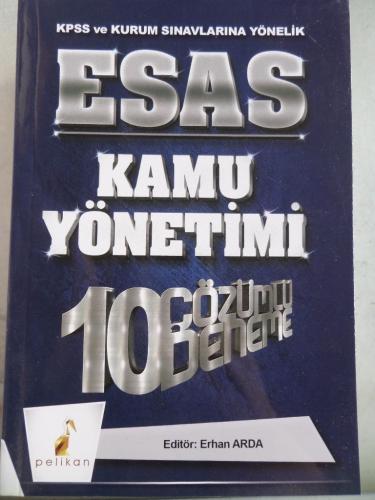 KPSS ve KURUM SINAVLARINA YÖNELİK
ESAS
KAMU
YÖNETİMİ
10 ÇÖZÜMLÜ
DENEME
Editör: Erhan ARDA
pelikan